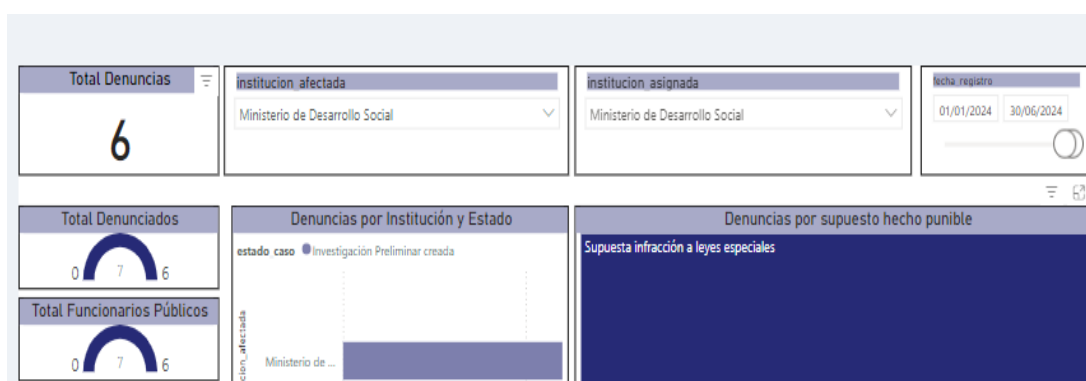 Total Denuncias
6
institucion_afectada
Ministerio de Desarrollo Social
institucion_asignada
Ministerio de Desarrollo Social
fecha_registro
01/01/2024 30/06/2024
Total Denunciados
0 7 6
Total Funcionarios Públicos
0 7 6
Denuncias por Institución y Estado
estado_caso Investigación Preliminar creada
Ministerio de ...
Denuncias por supuesto hecho punible
Supuesta infracción a leyes especiales